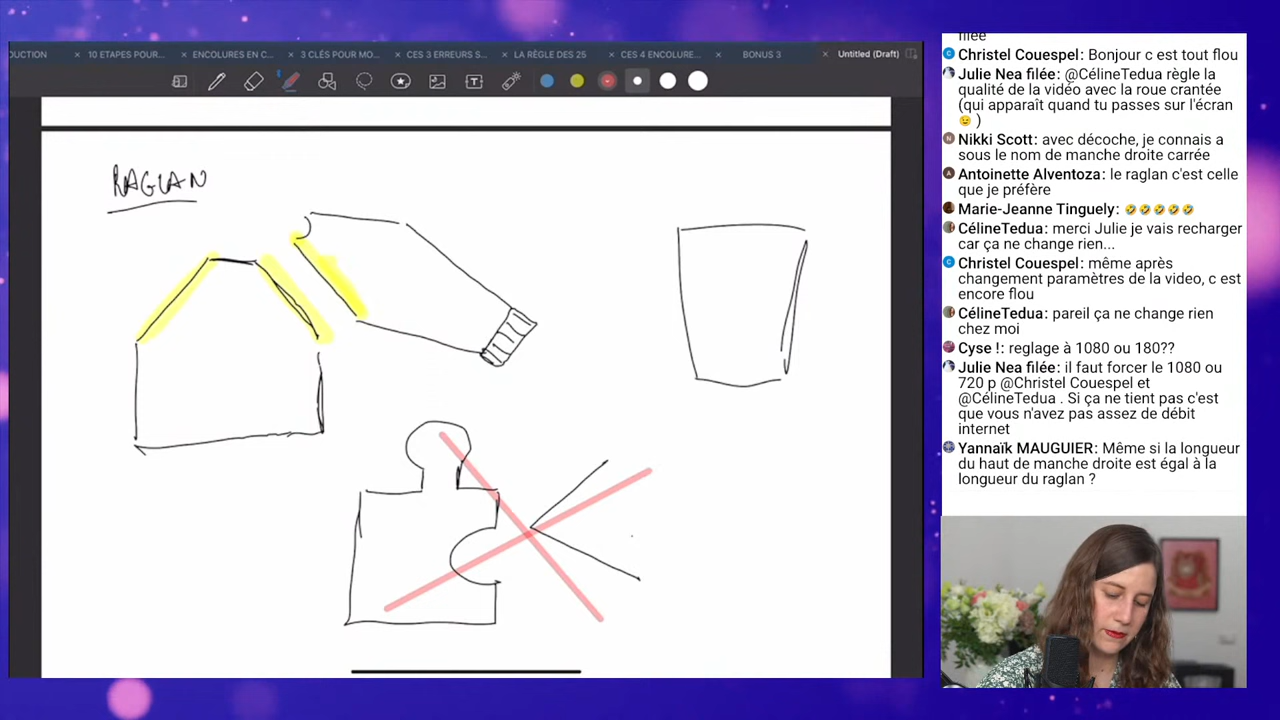 ODUCTION
10 ETAPES POUR...
ENCOLURES EN C...
3 CLÉS POUR MO...
CES 3 ERREURS S...
LA RÈGLE DES 25
CES 4 ENCOLURE...
BONUS 3
Untitled (Draft)
RAGLAN
filée
Christel Couespel: Bonjour c est tout flou
Julie Nea filée: @CélineTedua règle la
qualité de la vidéo avec la roue crantée
(qui apparaît quand tu passes sur l'écran
😉 )
Nikki Scott: avec décoche, je connais a
sous le nom de manche droite carrée
Antoinette Alventoza: le raglan c'est celle
que je préfère
Marie-Jeanne Tinguely: 🤣🤣🤣🤣🤣
CélineTedua: merci Julie je vais recharger
car ça ne change rien...
Christel Couespel: même après
changement paramètres de la video, c est
encore flou
CélineTedua: pareil ça ne change rien
chez moi
Cyse !: reglage à 1080 ou 180??
Julie Nea filée: il faut forcer le 1080 ou
720 p @Christel Couespel et
@CélineTedua . Si ça ne tient pas c'est
que vous n'avez pas assez de débit
internet
Yannaïk MAUGUIER: Même si la longueur
du haut de manche droite est égal à la
longueur du raglan ?